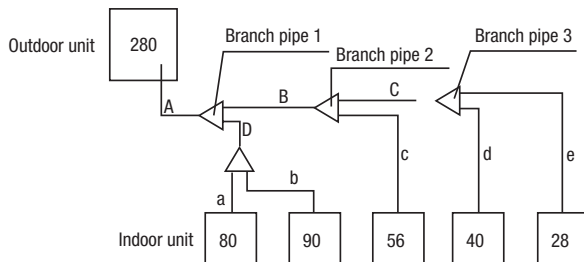 Branch pipe 1
Branch pipe 3
Outdoor unit
280
Branch pipe 2
A
B
C
D
a
b
c
d
e
Indoor unit
80
90
56
40
28